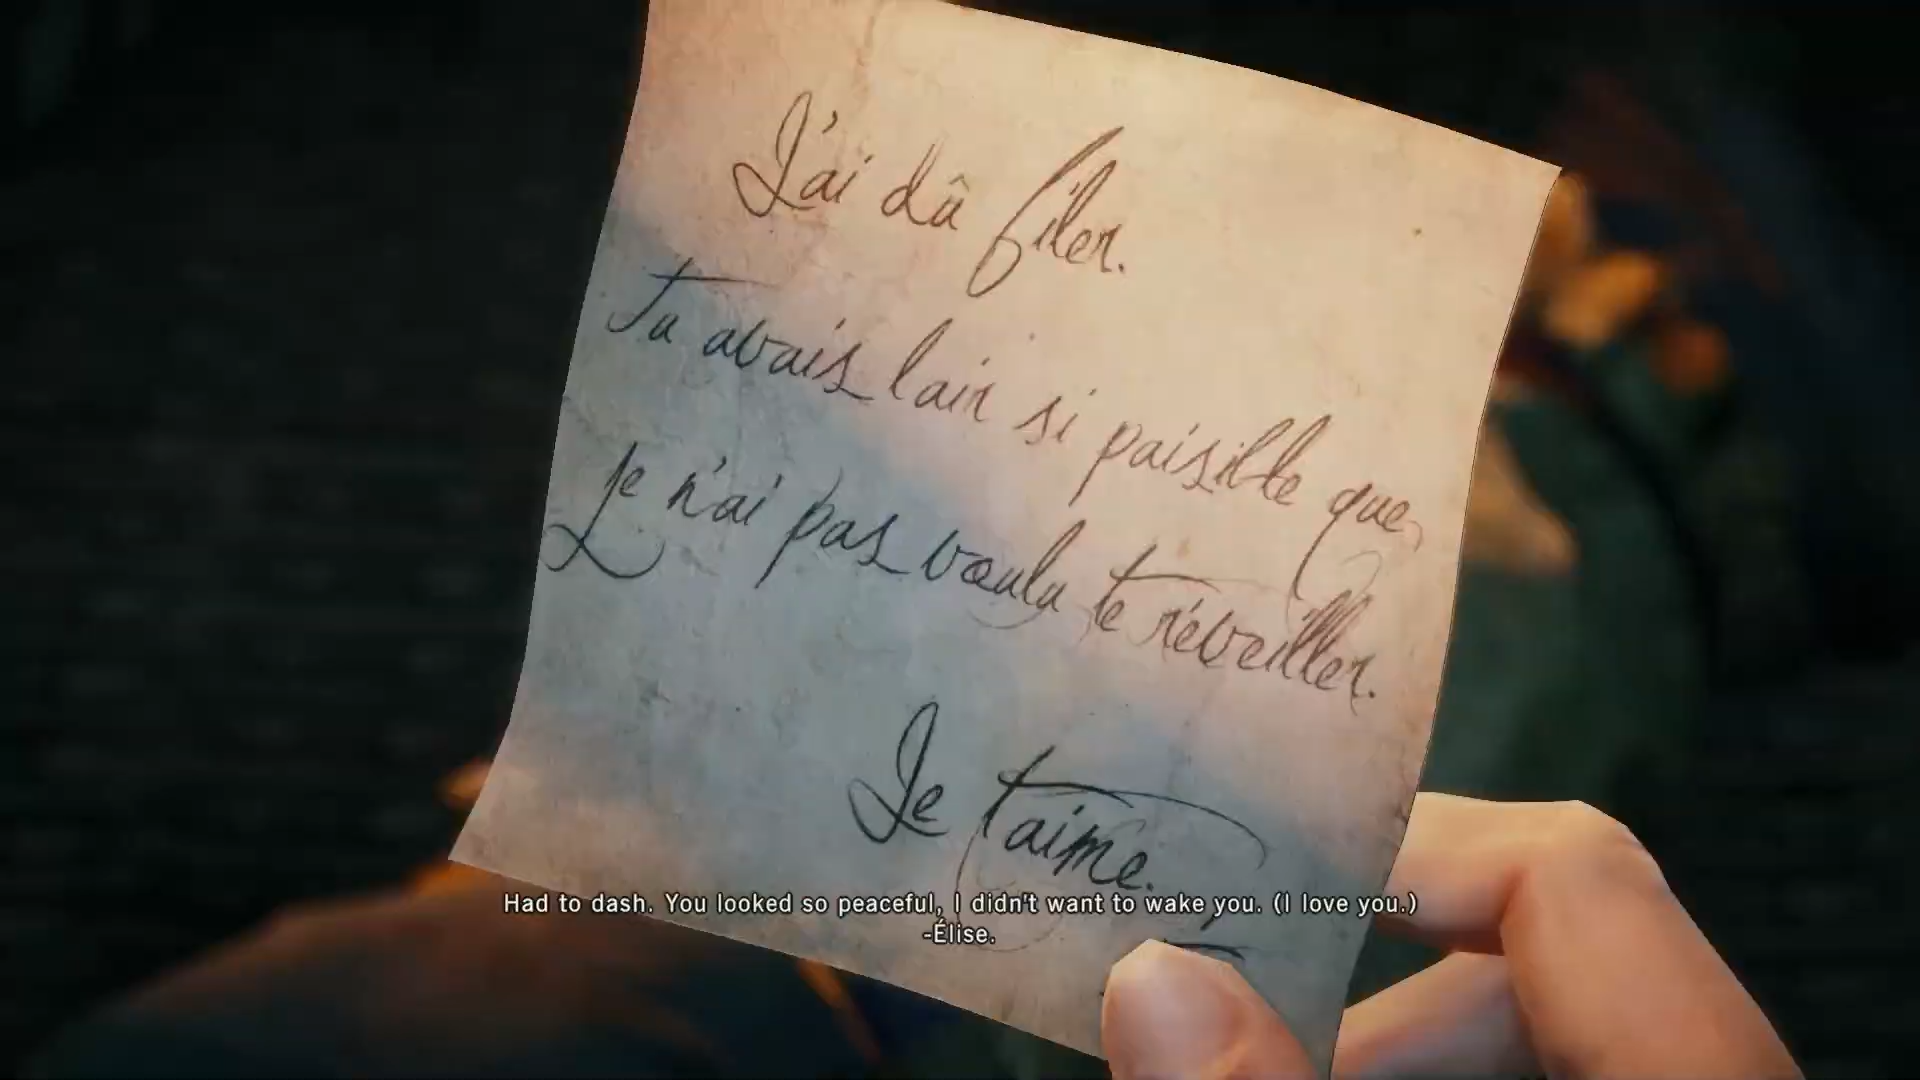 J'ai dû filer.
Tu avais lair si paisible que
je n'ai pas voulu te réveiller.
Je t'aime.
Had to dash. You looked so peaceful, I didn't want to wake you. (I love you.)
-Élise.